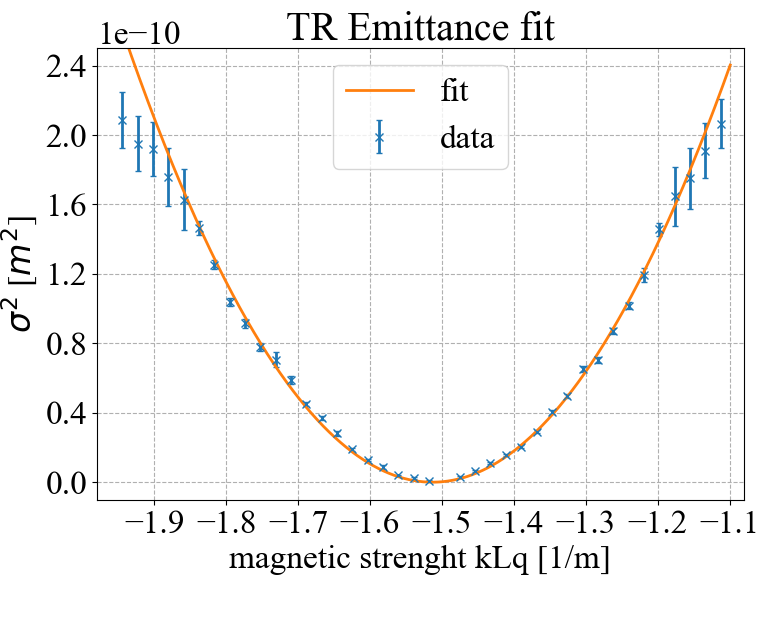 TR Emittance fit
1e−10
fit
data
2.4
2.0
1.6
1.2
0.8
0.4
0.0
σ² [m²]
−1.9 −1.8 −1.7 −1.6 −1.5 −1.4 −1.3 −1.2 −1.1
magnetic strenght kLq [1/m]